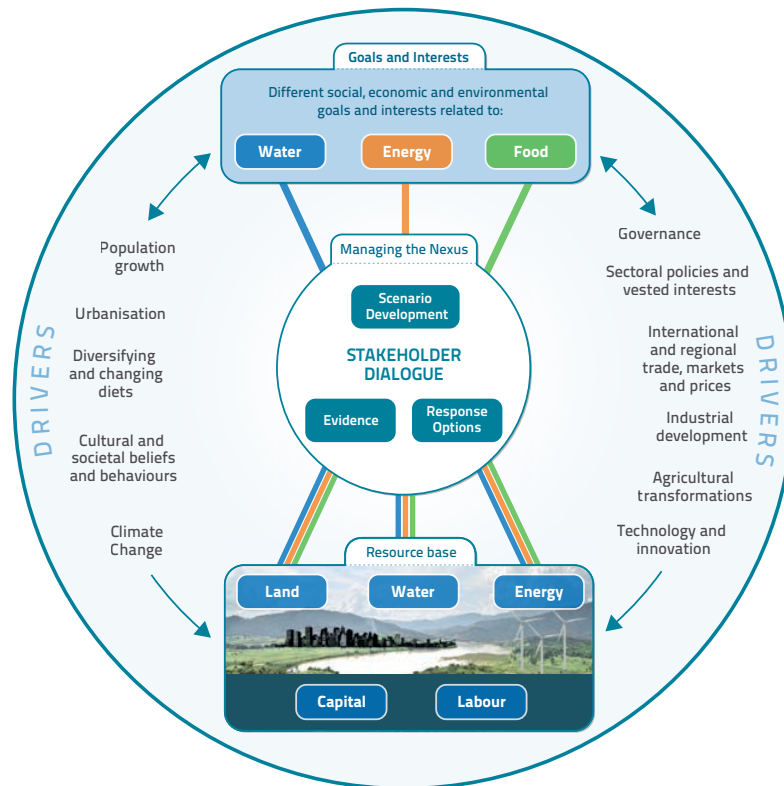 Goals and Interests
Different social, economic and environmental
goals and interests related to:
Water
Energy
Food
Managing the Nexus
Scenario
Development
STAKEHOLDER
DIALOGUE
Evidence
Response
Options
DRIVERS
Population
growth
Urbanisation
Diversifying
and changing
diets
Cultural and
societal beliefs
and behaviours
Climate
Change
Governance
Sectoral policies and
vested interests
International
and regional
trade, markets
and prices
Industrial
development
Agricultural
transformations
Technology and
innovation
DRIVERS
Resource base
Land
Water
Energy
Capital
Labour